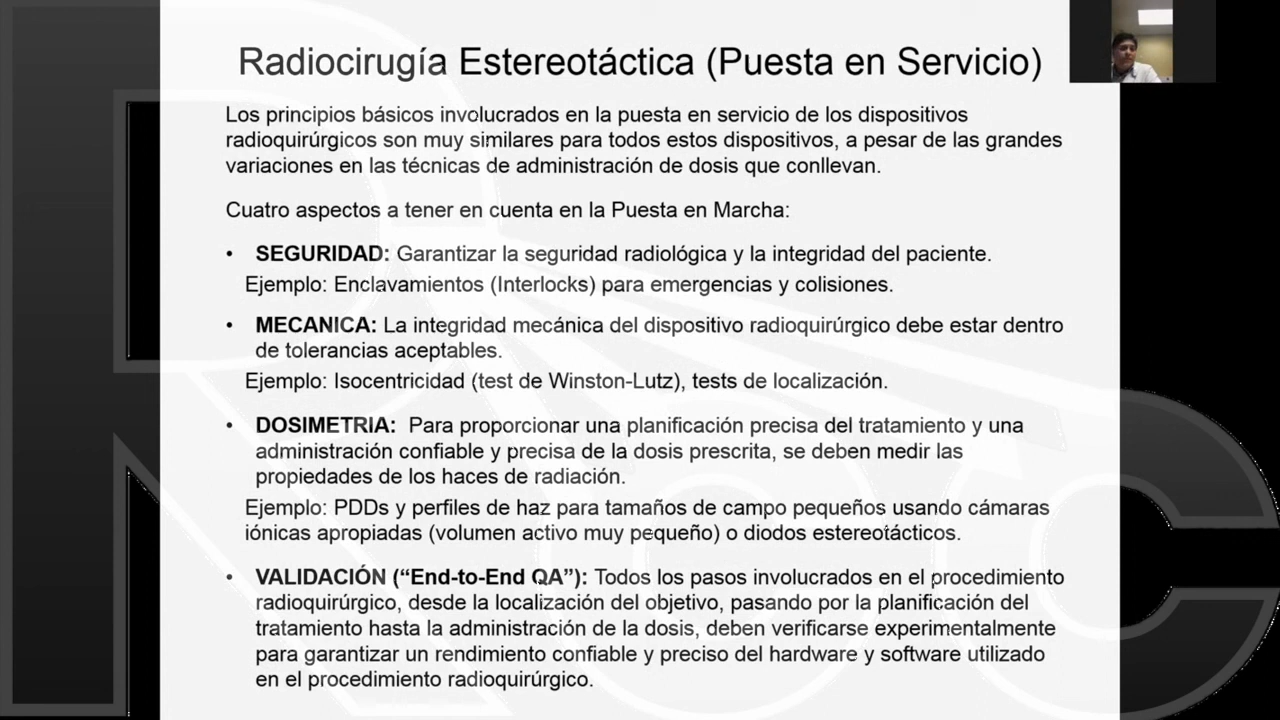 Radiocirugía Estereotáctica (Puesta en Servicio)
Los principios básicos involucrados en la puesta en servicio de los dispositivos
radioquirúrgicos son muy similares para todos estos dispositivos, a pesar de las grandes
variaciones en las técnicas de administración de dosis que conllevan.
Cuatro aspectos a tener en cuenta en la Puesta en Marcha:
• SEGURIDAD: Garantizar la seguridad radiológica y la integridad del paciente.
Ejemplo: Enclavamientos (Interlocks) para emergencias y colisiones.
• MECANICA: La integridad mecánica del dispositivo radioquirúrgico debe estar dentro
de tolerancias aceptables.
Ejemplo: Isocentricidad (test de Winston-Lutz), tests de localización.
• DOSIMETRIA: Para proporcionar una planificación precisa del tratamiento y una
administración confiable y precisa de la dosis prescrita, se deben medir las
propiedades de los haces de radiación.
Ejemplo: PDDs y perfiles de haz para tamaños de campo pequeños usando cámaras
iónicas apropiadas (volumen activo muy pequeño) o diodos estereotácticos.
• VALIDACIÓN (“End-to-End QA”): Todos los pasos involucrados en el procedimiento
radioquirúrgico, desde la localización del objetivo, pasando por la planificación del
tratamiento hasta la administración de la dosis, deben verificarse experimentalmente
para garantizar un rendimiento confiable y preciso del hardware y software utilizado
en el procedimiento radioquirúrgico.